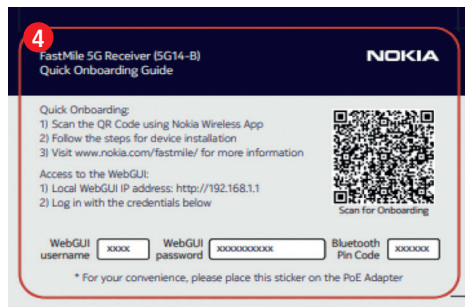 4
FastMile 5G Receiver (5G14-B)
Quick Onboarding Guide
NOKIA
Quick Onboarding:
1) Scan the QR Code using Nokia Wireless App
2) Follow the steps for device installation
3) Visit www.nokia.com/fastmile/ for more information
Access to the WebGUI:
1) Local WebGUI IP address: http://192.168.1.1
2) Log in with the credentials below
Scan for Onboarding
WebGUI
username
xxxx
WebGUI
password
xxxxxxxxxx
Bluetooth
Pin Code
xxxxxx
* For your convenience, please place this sticker on the PoE Adapter